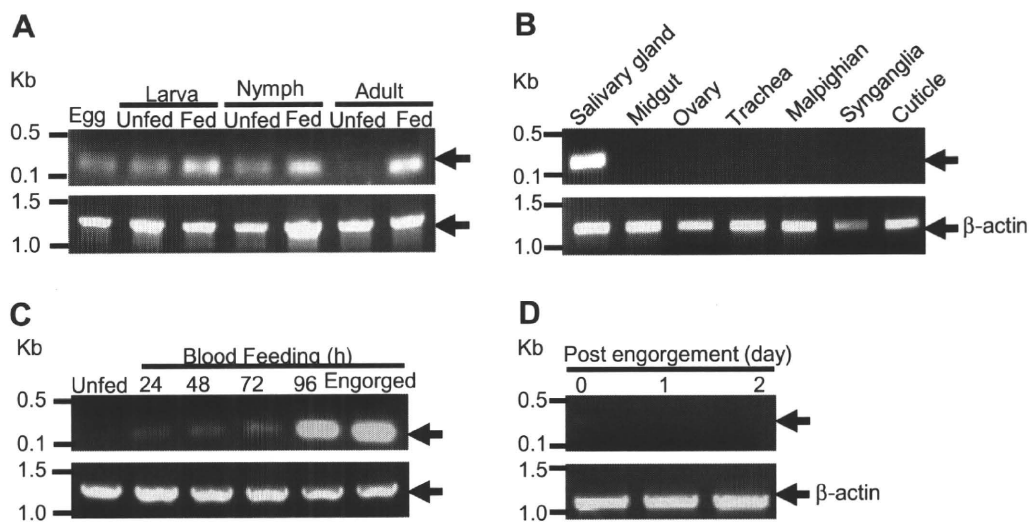 A
Kb
Larva Nymph Adult
Egg Unfed Fed Unfed Fed Unfed Fed
0.5
0.1
1.5
1.0
B
Kb
Salivary gland
Midgut
Ovary
Trachea
Malpighian
Synganglia
Cuticle
0.5
0.1
1.5
1.0
β-actin
C
Kb
Blood Feeding (h)
Unfed 24 48 72 96 Engorged
0.5
0.1
1.5
1.0
D
Kb
Post engorgement (day)
0 1 2
0.5
0.1
1.5
1.0
β-actin